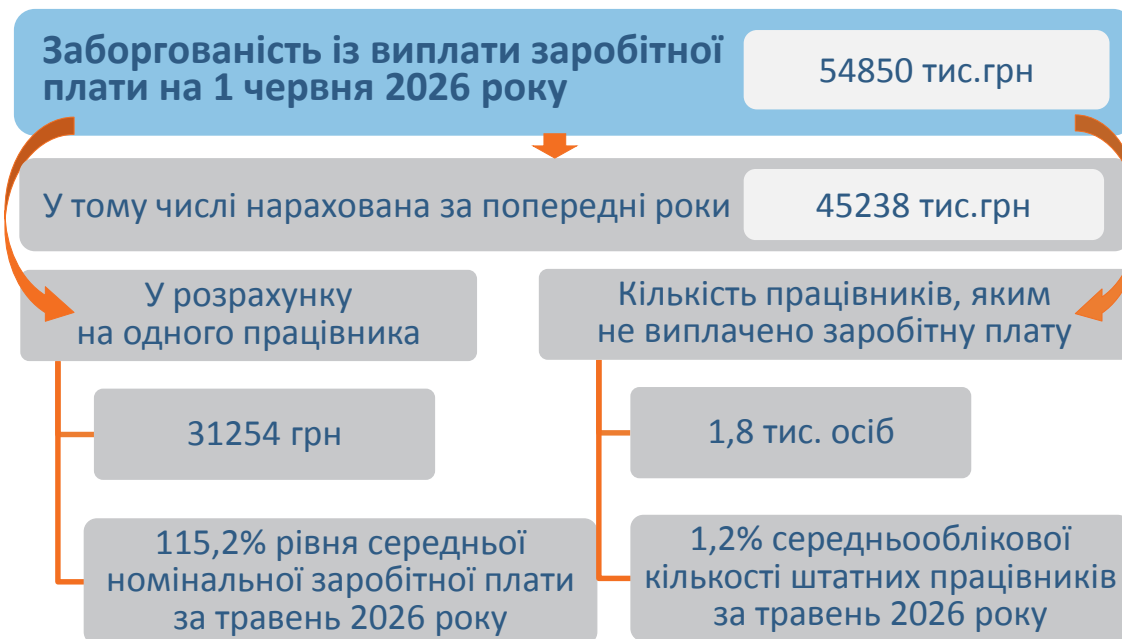 Заборгованість із виплати заробітної
плати на 1 червня 2026 року
54850 тис.грн
У тому числі нарахована за попередні роки
45238 тис.грн
У розрахунку
на одного працівника
31254 грн
115,2% рівня середньої
номінальної заробітної плати
за травень 2026 року
Кількість працівників, яким
не виплачено заробітну плату
1,8 тис. осіб
1,2% середньооблікової
кількості штатних працівників
за травень 2026 року